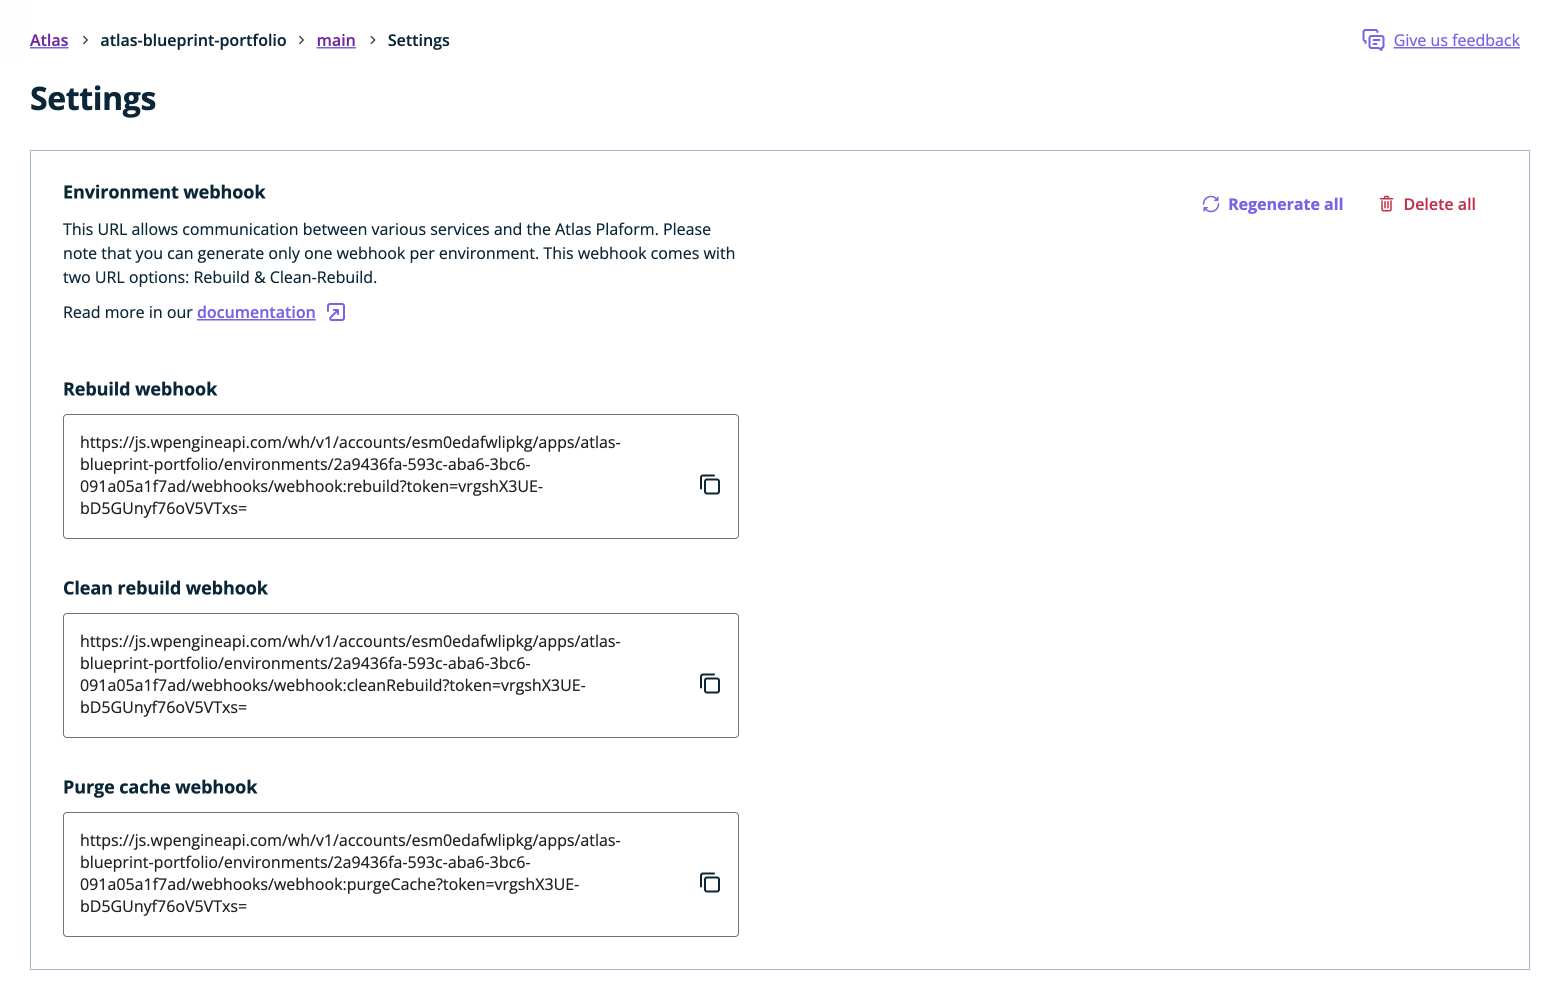 Atlas > atlas-blueprint-portfolio > main > Settings
Give us feedback
Settings
Environment webhook
Regenerate all
Delete all
This URL allows communication between various services and the Atlas Plaform. Please
note that you can generate only one webhook per environment. This webhook comes with
two URL options: Rebuild & Clean-Rebuild.
Read more in our documentation
Rebuild webhook
https://js.wpengineapi.com/wh/v1/accounts/esm0edafwlipkg/apps/atlas-
blueprint-portfolio/environments/2a9436fa-593c-aba6-3bc6-
091a05a1f7ad/webhooks/webhook:rebuild?token=vrgshX3UE-
bD5GUnyf76oV5VTxs=
Clean rebuild webhook
https://js.wpengineapi.com/wh/v1/accounts/esm0edafwlipkg/apps/atlas-
blueprint-portfolio/environments/2a9436fa-593c-aba6-3bc6-
091a05a1f7ad/webhooks/webhook:cleanRebuild?token=vrgshX3UE-
bD5GUnyf76oV5VTxs=
Purge cache webhook
https://js.wpengineapi.com/wh/v1/accounts/esm0edafwlipkg/apps/atlas-
blueprint-portfolio/environments/2a9436fa-593c-aba6-3bc6-
091a05a1f7ad/webhooks/webhook:purgeCache?token=vrgshX3UE-
bD5GUnyf76oV5VTxs=